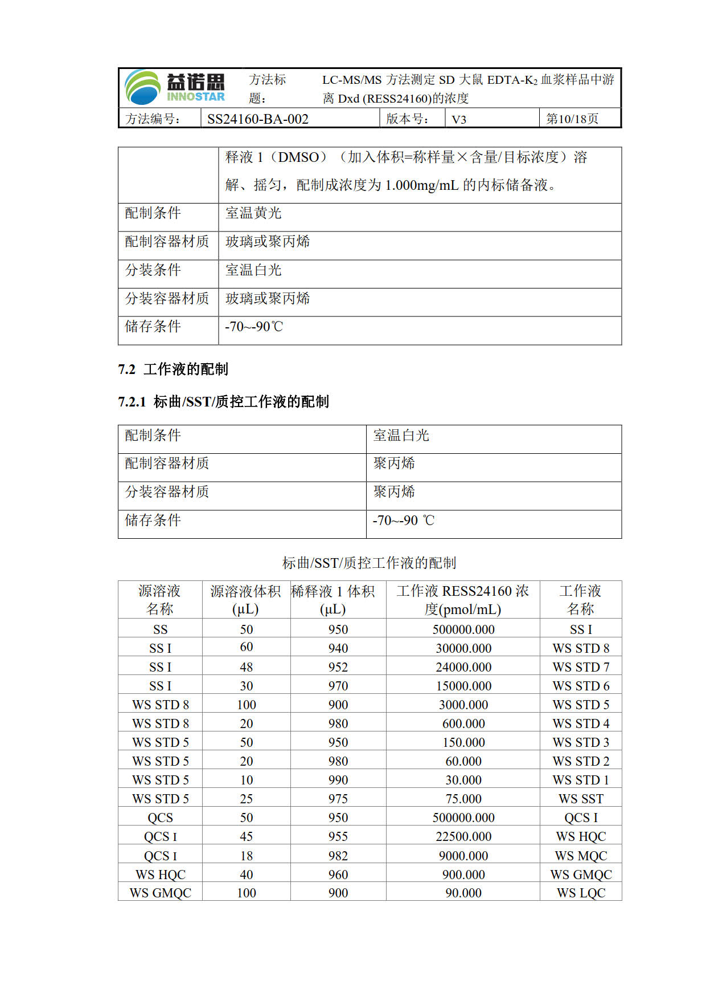 益诺思
INNOSTAR
方法标题：
LC-MS/MS 方法测定 SD 大鼠 EDTA-K2 血浆样品中游
离 Dxd (RESS24160)的浓度
方法编号： SS24160-BA-002 版本号： V3 第10/18页
释液 1（DMSO）（加入体积=称样量×含量/目标浓度）溶
解、摇匀，配制成浓度为 1.000mg/mL 的内标储备液。
配制条件 室温黄光
配制容器材质 玻璃或聚丙烯
分装条件 室温白光
分装容器材质 玻璃或聚丙烯
储存条件 -70~-90℃
7.2 工作液的配制
7.2.1 标曲/SST/质控工作液的配制
配制条件 室温白光
配制容器材质 聚丙烯
分装容器材质 聚丙烯
储存条件 -70~-90 ℃
标曲/SST/质控工作液的配制
源溶液名称 源溶液体积(μL) 稀释液 1 体积(μL) 工作液 RESS24160 浓度(pmol/mL) 工作液名称
SS 50 950 500000.000 SS I
SS I 60 940 30000.000 WS STD 8
SS I 48 952 24000.000 WS STD 7
SS I 30 970 15000.000 WS STD 6
WS STD 8 100 900 3000.000 WS STD 5
WS STD 8 20 980 600.000 WS STD 4
WS STD 5 50 950 150.000 WS STD 3
WS STD 5 20 980 60.000 WS STD 2
WS STD 5 10 990 30.000 WS STD 1
WS STD 5 25 975 75.000 WS SST
QCS 50 950 500000.000 QCS I
QCS I 45 955 22500.000 WS HQC
QCS I 18 982 9000.000 WS MQC
WS HQC 40 960 900.000 WS GMQC
WS GMQC 100 900 90.000 WS LQC